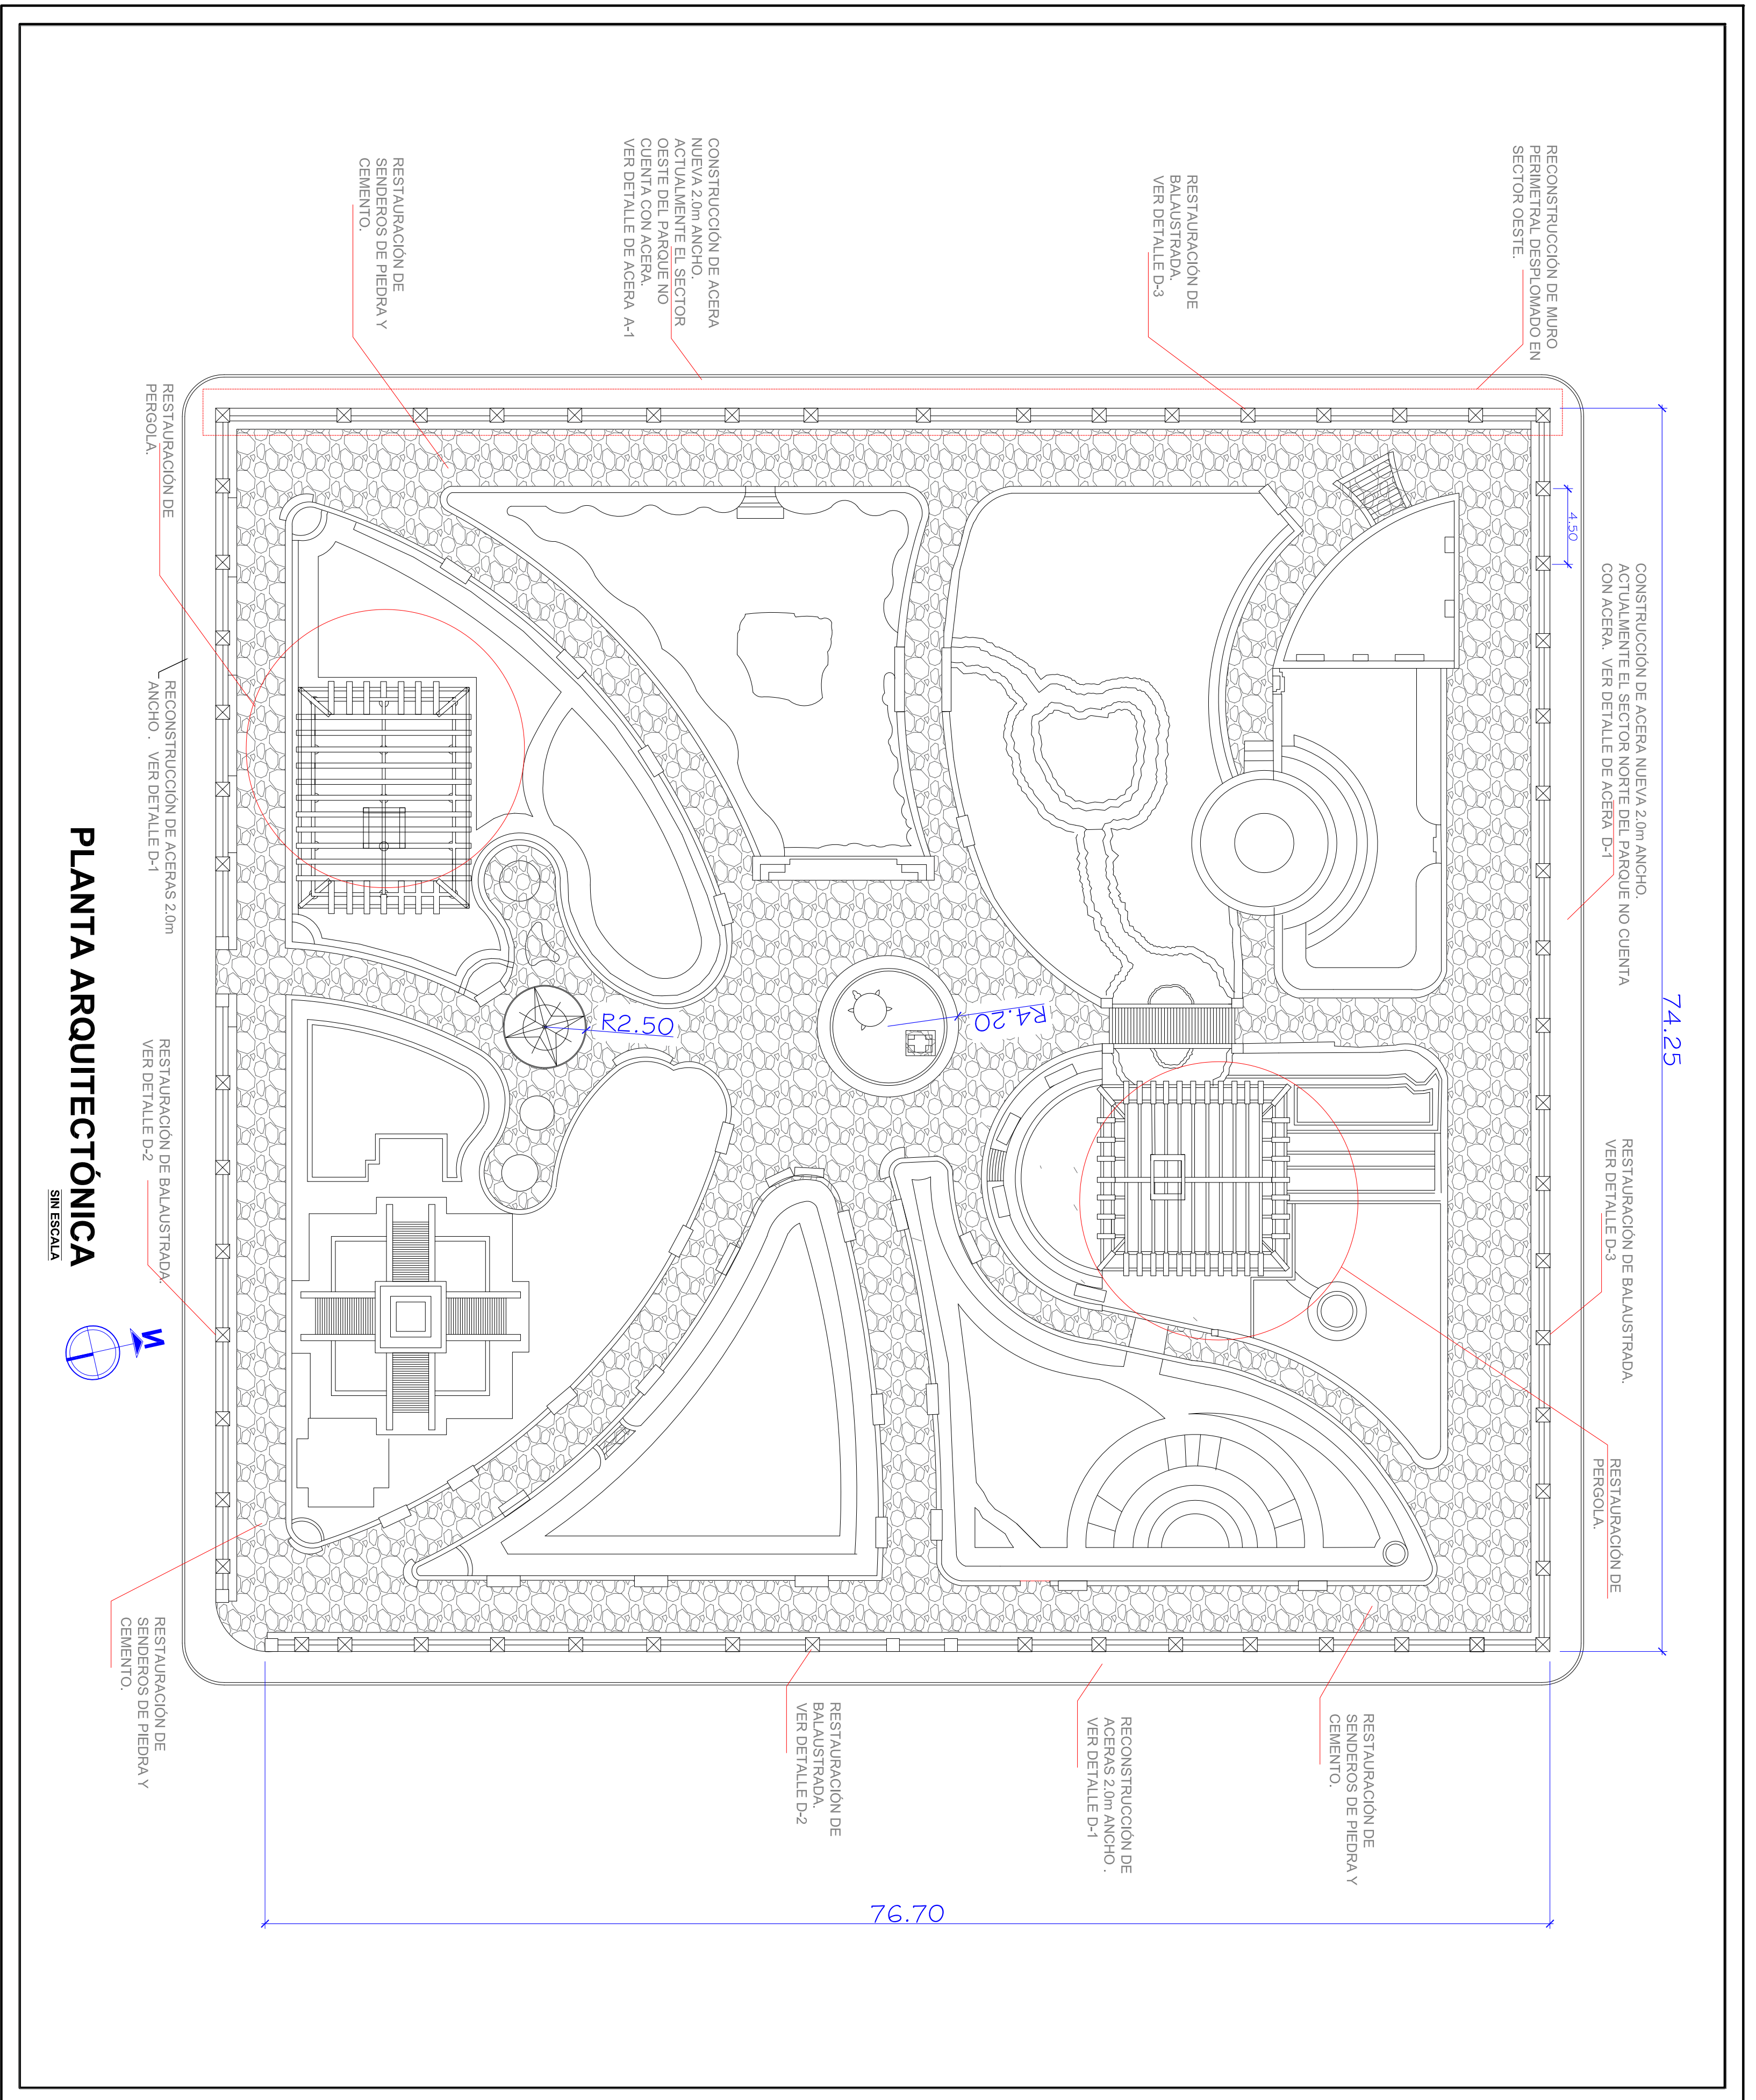 RECONSTRUCCIÓN DE MURO
PERIMETRAL DESPLOMADO EN
SECTOR OESTE.
RESTAURACIÓN DE
BALAUSTRADA.
VER DETALLE D-3
CONSTRUCCIÓN DE ACERA
NUEVA 2.0m ANCHO.
ACTUALMENTE EL SECTOR
OESTE DEL PARQUE NO
CUENTA CON ACERA.
VER DETALLE DE ACERA A-1
RESTAURACIÓN DE
SENDEROS DE PIEDRA Y
CEMENTO.
74.25
4.50
CONSTRUCCIÓN DE ACERA NUEVA 2.0m ANCHO.
ACTUALMENTE EL SECTOR NORTE DEL PARQUE NO CUENTA
CON ACERA. VER DETALLE DE ACERA D-1
RESTAURACIÓN DE BALAUSTRADA.
VER DETALLE D-3
RESTAURACIÓN DE
PERGOLA.
R4.20
R2.50
RESTAURACIÓN DE
PERGOLA.
RECONSTRUCCIÓN DE ACERAS 2.0m
ANCHO . VER DETALLE D-1
RESTAURACIÓN DE BALAUSTRADA.
VER DETALLE D-2
RESTAURACIÓN DE
SENDEROS DE PIEDRA Y
CEMENTO.
RESTAURACIÓN DE
SENDEROS DE PIEDRA Y
CEMENTO.
RECONSTRUCCIÓN DE
ACERAS 2.0m ANCHO .
VER DETALLE D-1
RESTAURACIÓN DE
BALAUSTRADA.
VER DETALLE D-2
76.70
PLANTA ARQUITECTÓNICA
SIN ESCALA
N